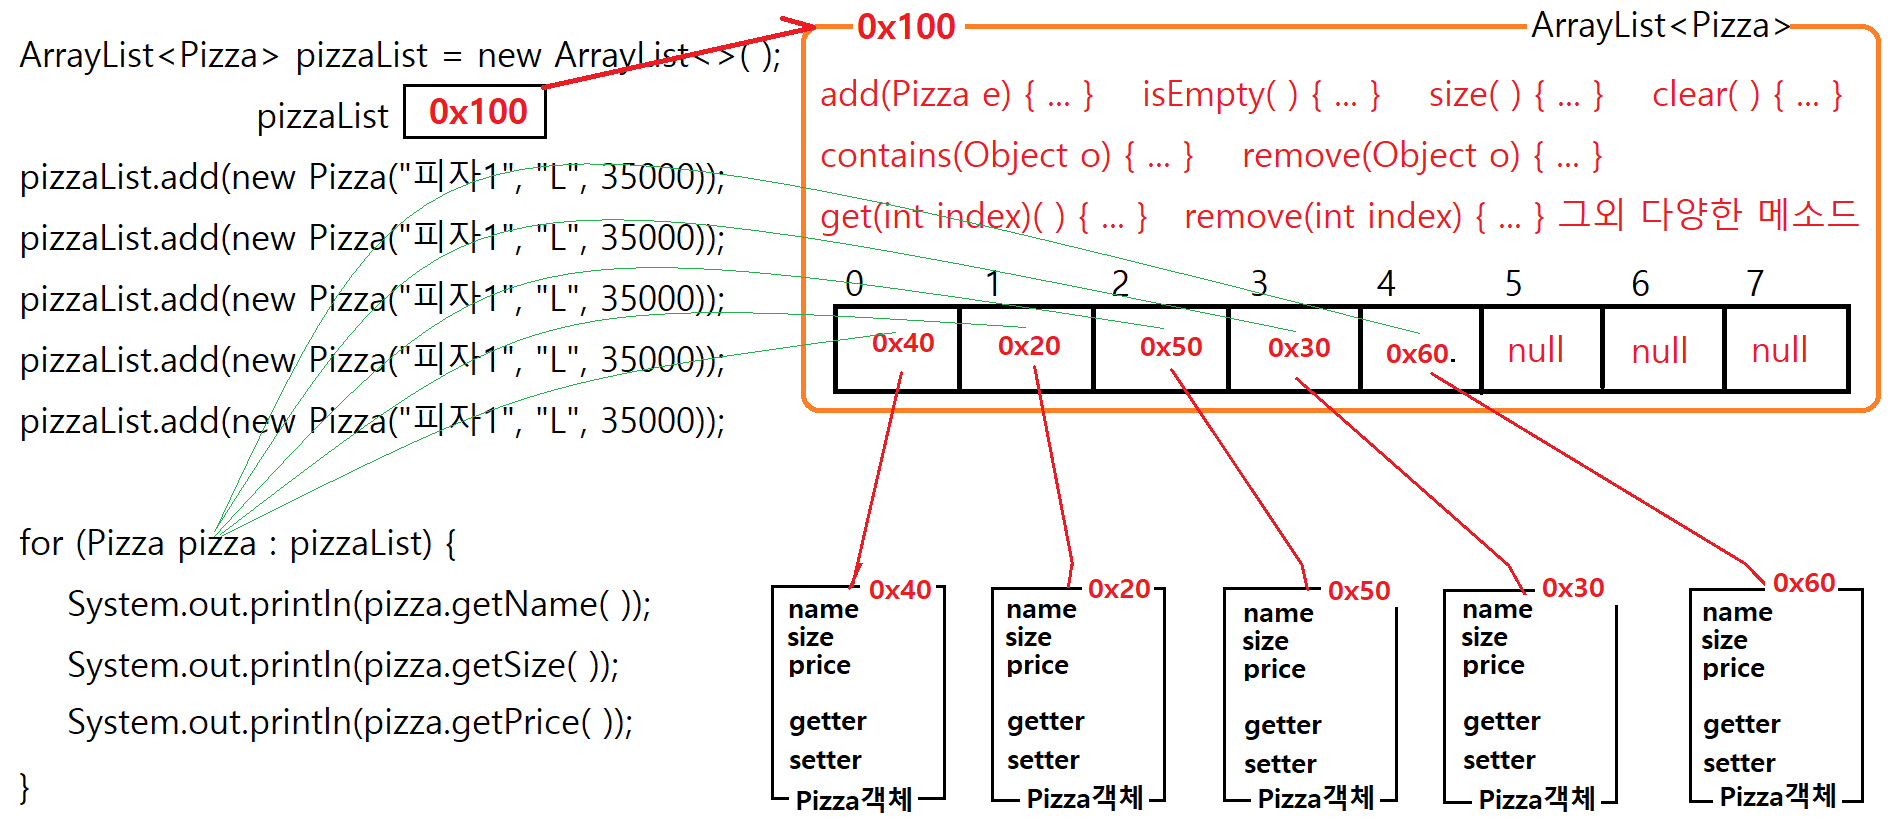 ArrayList<Pizza> pizzaList = new ArrayList<>( );
pizzaList 0x100
pizzaList.add(new Pizza("피자1", "L", 35000));
pizzaList.add(new Pizza("피자1", "L", 35000));
pizzaList.add(new Pizza("피자1", "L", 35000));
pizzaList.add(new Pizza("피자1", "L", 35000));
pizzaList.add(new Pizza("피자1", "L", 35000));
for (Pizza pizza : pizzaList) {
System.out.println(pizza.getName( ));
System.out.println(pizza.getSize( ));
System.out.println(pizza.getPrice( ));
}
0x100 ArrayList<Pizza>
add(Pizza e) { ... } isEmpty( ) { ... } size( ) { ... } clear( ) { ... }
contains(Object o) { ... } remove(Object o) { ... }
get(int index)( ) { ... } remove(int index) { ... } 그외 다양한 메소드
0 1 2 3 4 5 6 7
0x40 0x20 0x50 0x30 0x60. null null null
0x40
name
size
price
getter
setter
Pizza객체
0x20
name
size
price
getter
setter
Pizza객체
0x50
name
size
price
getter
setter
Pizza객체
0x30
name
size
price
getter
setter
Pizza객체
0x60
name
size
price
getter
setter
Pizza객체